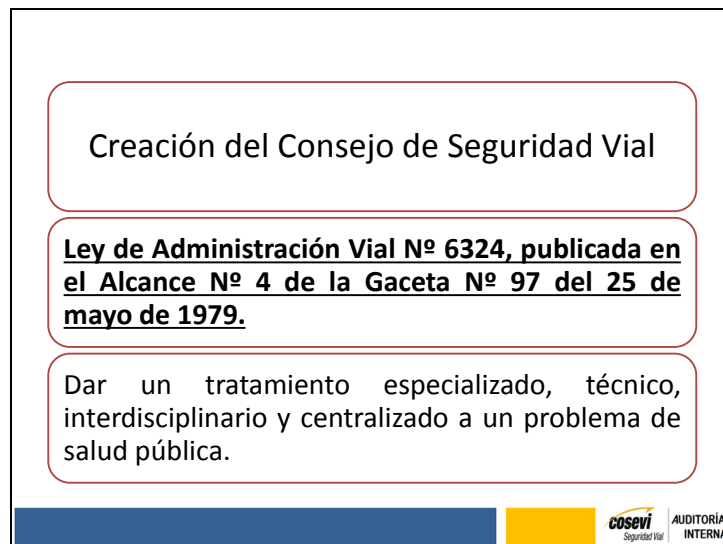 Creación del Consejo de Seguridad Vial
Ley de Administración Vial Nº 6324, publicada en
el Alcance Nº 4 de la Gaceta Nº 97 del 25 de
mayo de 1979.
Dar un tratamiento especializado, técnico,
interdisciplinario y centralizado a un problema de
salud pública.
cosevi
Seguridad Vial
AUDITORÍA
INTERNA